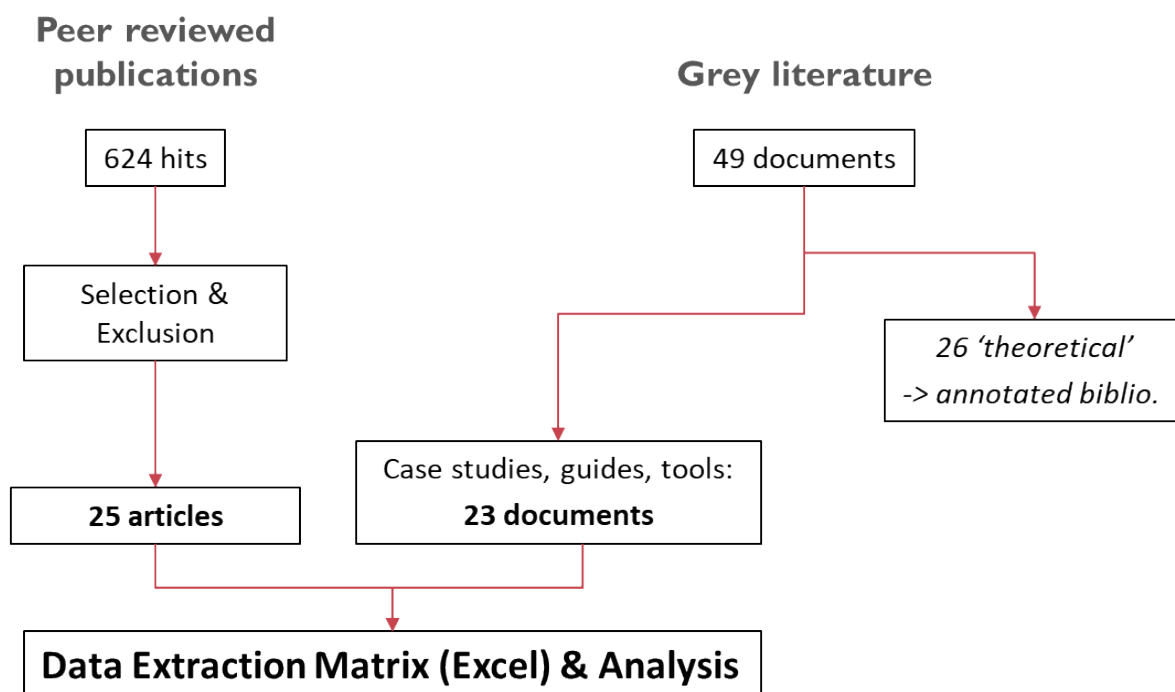 Peer reviewed
publications
624 hits
Selection &
Exclusion
25 articles
Grey literature
49 documents
26 ‘theoretical’
-> annotated biblio.
Case studies, guides, tools:
23 documents
Data Extraction Matrix (Excel) & Analysis